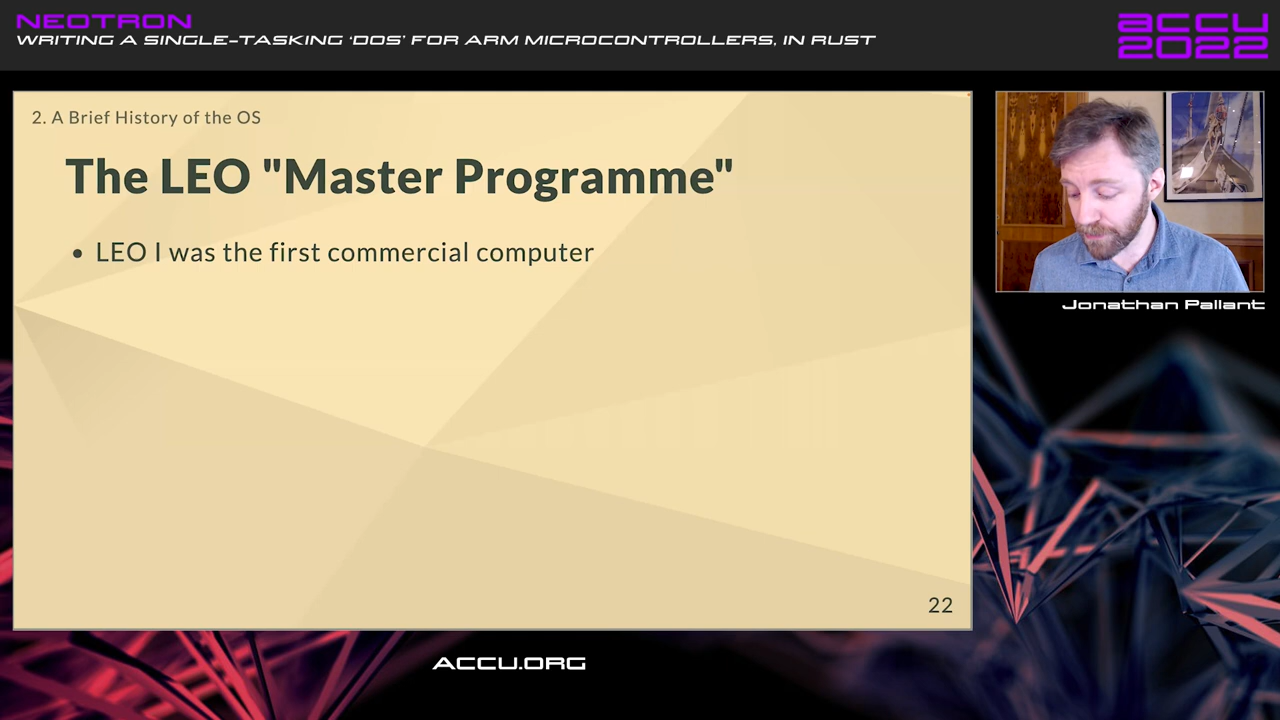 NEOTRON
WRITING A SINGLE-TASKING 'DOS' FOR ARM MICROCONTROLLERS, IN RUST
ACCU
2022
2. A Brief History of the OS
The LEO "Master Programme"
• LEO I was the first commercial computer
22
Jonathan Pallant
ACCU.ORG